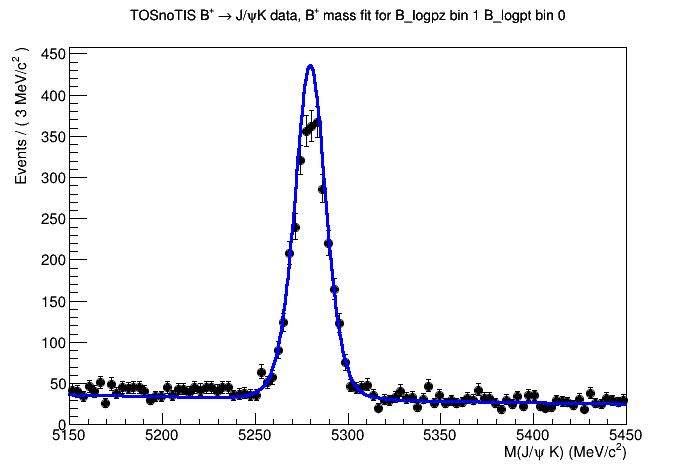 TOSnoTIS B⁺ → J/ψK data, B⁺ mass fit for B_logpz bin 1 B_logpt bin 0
Events / ( 3 MeV/c² )
450
400
350
300
250
200
150
100
50
0
5150 5200 5250 5300 5350 5400 5450
M(J/ψ K) (MeV/c²)